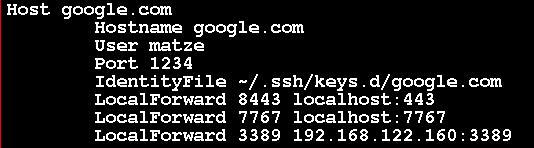 Host google.com
Hostname google.com
User matze
Port 1234
IdentityFile ~/.ssh/keys.d/google.com
LocalForward 8443 localhost:443
LocalForward 7767 localhost:7767
LocalForward 3389 192.168.122.160:3389